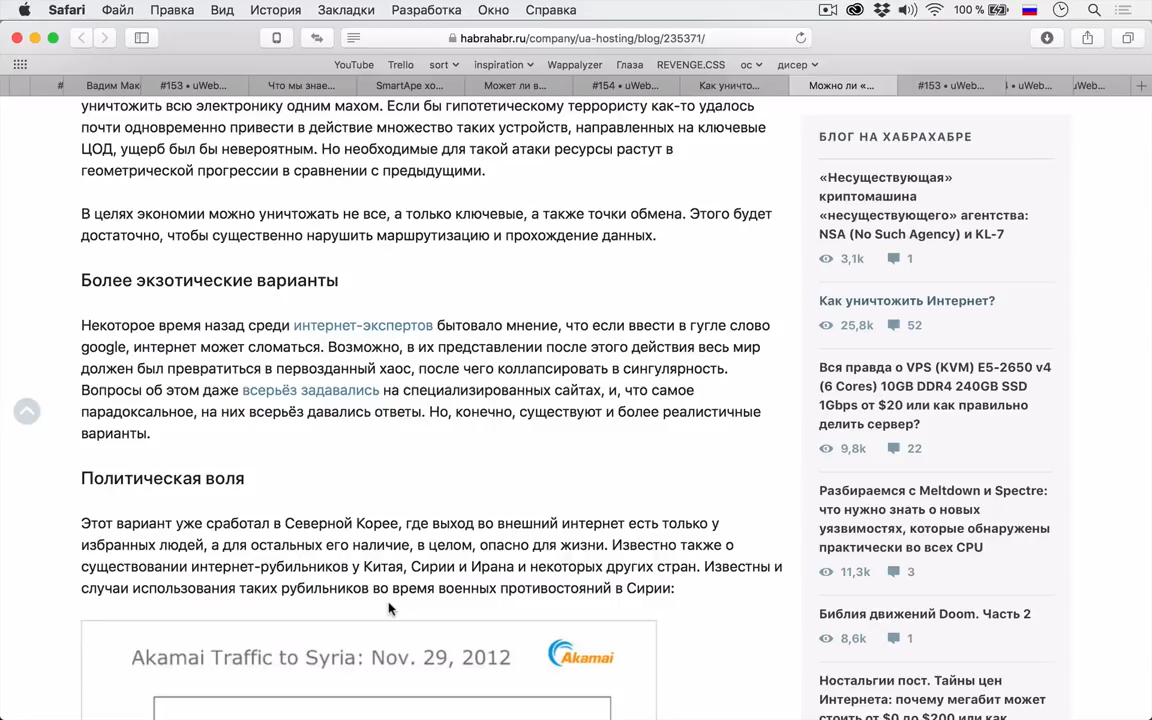 Safari Файл Правка Вид История Закладки Разработка Окно Справка 100 %
habrahabr.ru/company/ua-hosting/blog/235371/
YouTube Trello sort inspiration Wappalyzer Глаза REVENGE.CSS ос дисер
# Вадим Мак #153 • uWeb... Что мы знае... SmartApe хо... Может ли в... #154 • uWeb... Как уничто... Можно ли «... #153 • uWeb... • uWeb... uWeb...
уничтожить всю электронику одним махом. Если бы гипотетическому террористу как-то удалось
почти одновременно привести в действие множество таких устройств, направленных на ключевые
ЦОД, ущерб был бы невероятным. Но необходимые для такой атаки ресурсы растут в
геометрической прогрессии в сравнении с предыдущими.
В целях экономии можно уничтожать не все, а только ключевые, а также точки обмена. Этого будет
достаточно, чтобы существенно нарушить маршрутизацию и прохождение данных.
Более экзотические варианты
Некоторое время назад среди интернет-экспертов бытовало мнение, что если ввести в гугле слово
google, интернет может сломаться. Возможно, в их представлении после этого действия весь мир
должен был превратиться в первозданный хаос, после чего коллапсировать в сингулярность.
Вопросы об этом даже всерьёз задавались на специализированных сайтах, и, что самое
парадоксальное, на них всерьёз давались ответы. Но, конечно, существуют и более реалистичные
варианты.
Политическая воля
Этот вариант уже сработал в Северной Корее, где выход во внешний интернет есть только у
избранных людей, а для остальных его наличие, в целом, опасно для жизни. Известно также о
существовании интернет-рубильников у Китая, Сирии и Ирана и некоторых других стран. Известны и
случаи использования таких рубильников во время военных противостояний в Сирии:
Akamai Traffic to Syria: Nov. 29, 2012
Akamai
БЛОГ НА ХАБРАХАБРЕ
«Несуществующая»
криптомашина
«несуществующего» агентства:
NSA (No Such Agency) и KL-7
3,1k 1
Как уничтожить Интернет?
25,8k 52
Вся правда о VPS (KVM) E5-2650 v4
(6 Cores) 10GB DDR4 240GB SSD
1Gbps от $20 или как правильно
делить сервер?
9,8k 22
Разбираемся с Meltdown и Spectre:
что нужно знать о новых
уязвимостях, которые обнаружены
практически во всех CPU
11,3k 3
Библия движений Doom. Часть 2
8,6k 1
Ностальгии пост. Тайны цен
Интернета: почему мегабит может
стоить от $0 до $200 или как